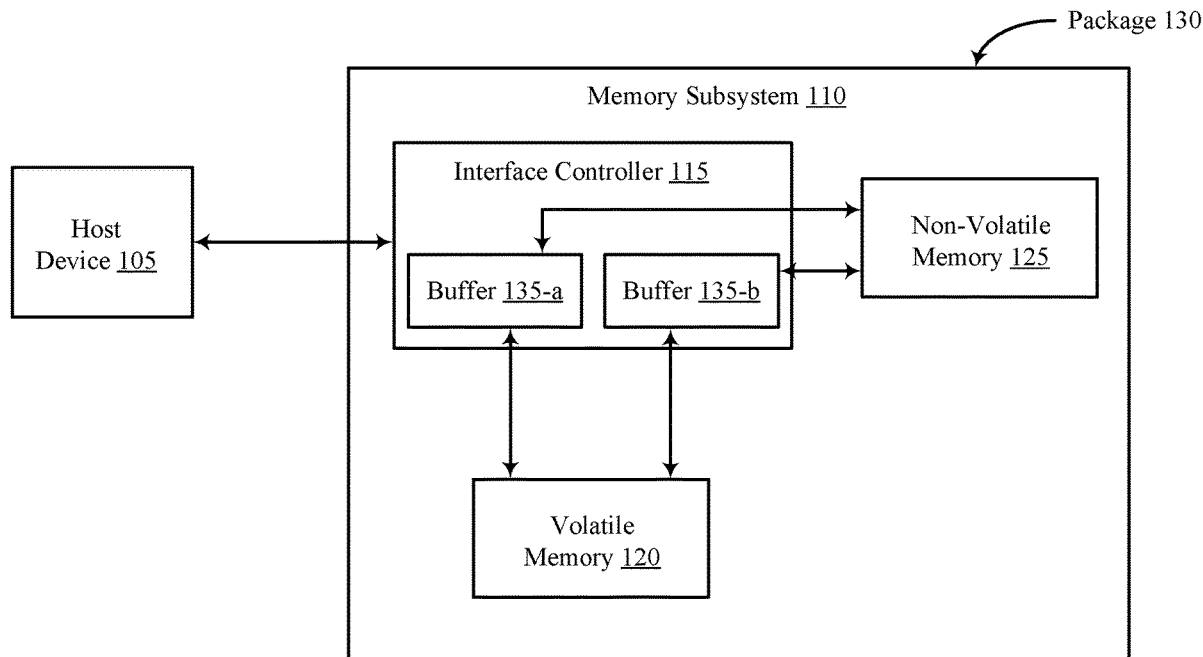 Package 130
Memory Subsystem 110
Interface Controller 115
Host
Device 105
Non-Volatile
Memory 125
Buffer 135-a
Buffer 135-b
Volatile
Memory 120